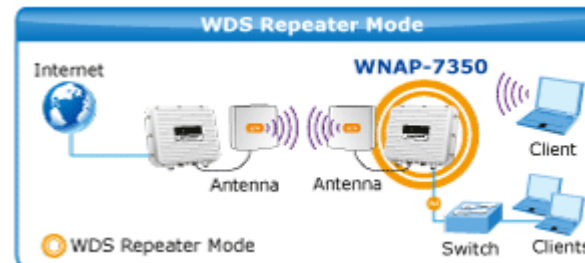 WDS Repeater Mode
Internet
WNAP-7350
Antenna
Antenna
Client
WDS Repeater Mode
Switch
Clients